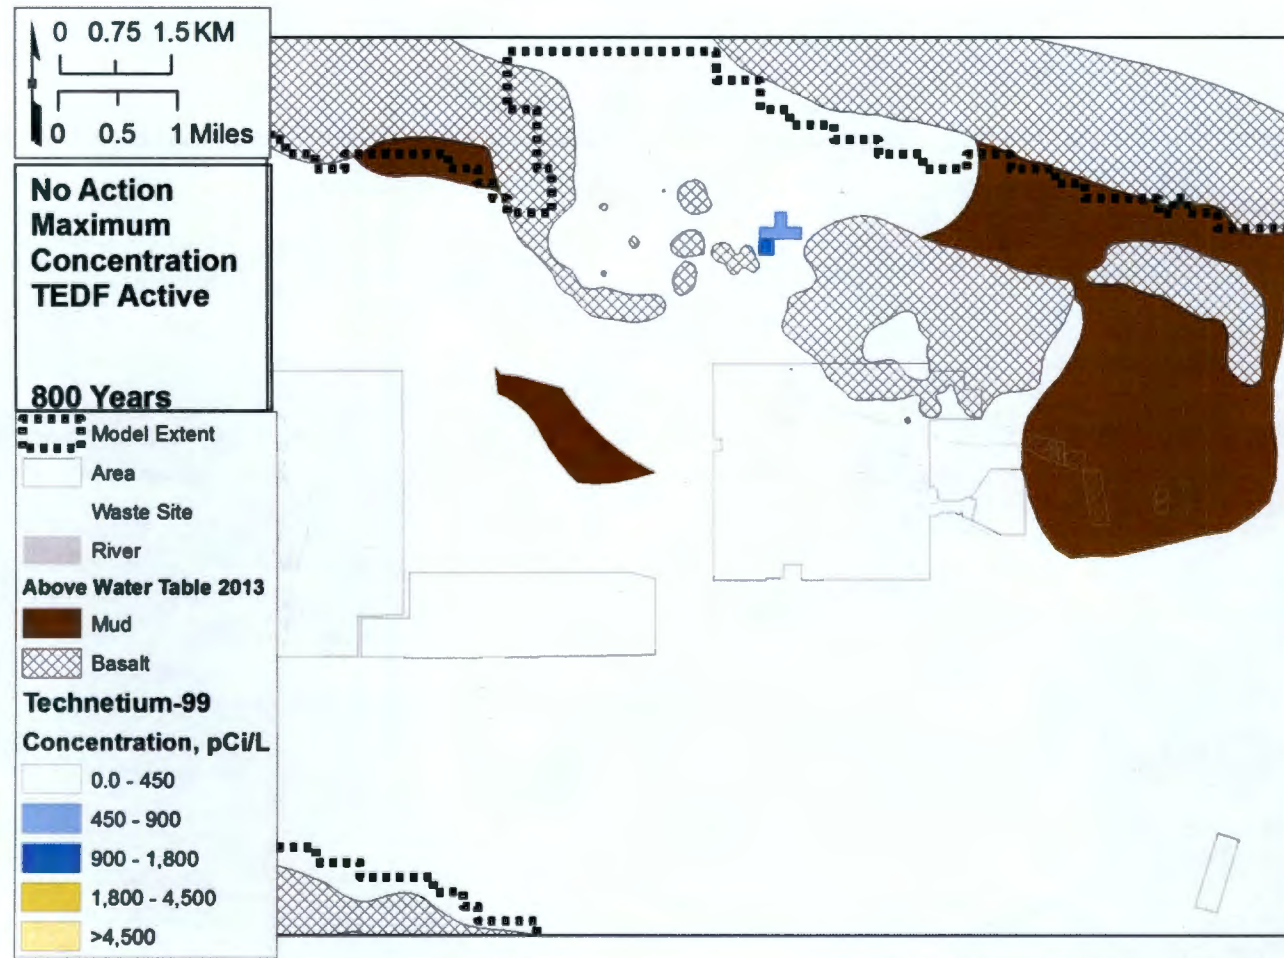 0 0.75 1.5 KM
0 0.5 1 Miles
No Action
Maximum
Concentration
TEDF Active
800 Years
Model Extent
Area
Waste Site
River
Above Water Table 2013
Mud
Basalt
Technetium-99
Concentration, pCi/L
0.0 - 450
450 - 900
900 - 1,800
1,800 - 4,500
>4,500